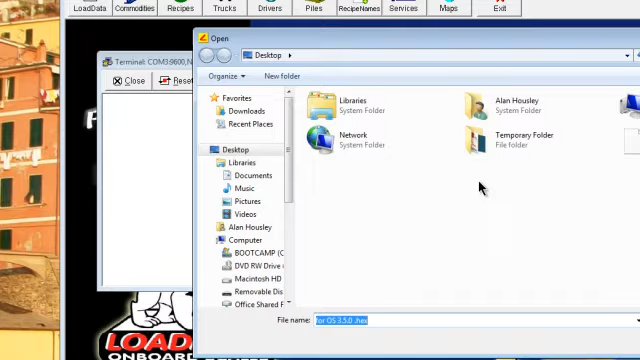 LoadData Commodities Recipes Trucks Drivers Piles RecipeNames Services Maps Exit
Open
Desktop
Terminal: COM3:9600,N
Close Reset
Organize New folder
Favorites
Downloads
Recent Places
Desktop
Libraries
Documents
Music
Pictures
Videos
Alan Housley
Computer
BOOTCAMP (C
DVD RW Drive
Macintosh HD
Removable Dis
Office Shared F
Libraries
System Folder
Alan Housley
System Folder
Network
System Folder
Temporary Folder
File folder
File name: for OS 3.5.0 .hex
LOAD
ONBOARD